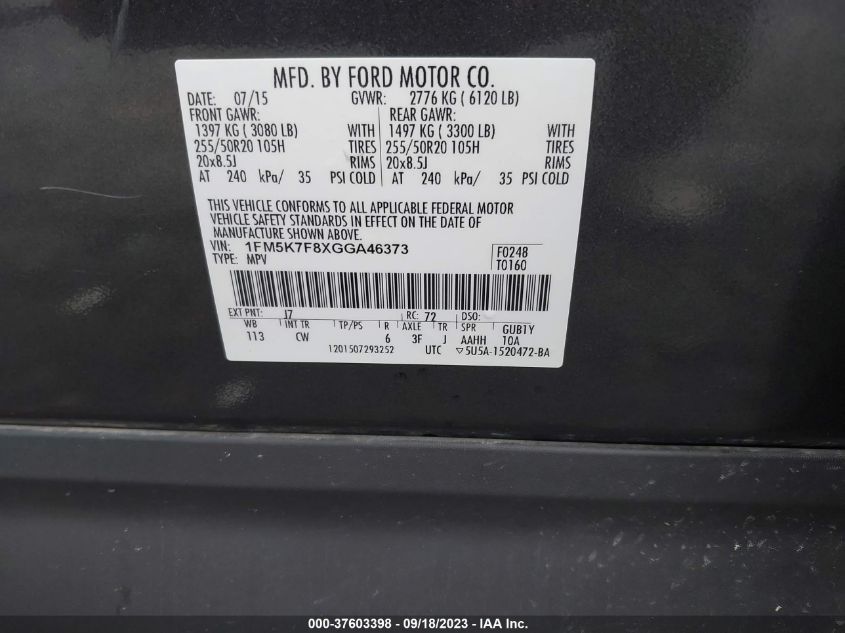 MFD. BY FORD MOTOR CO.
DATE: 07/15 GVWR: 2776 KG ( 6120 LB)
FRONT GAWR: REAR GAWR:
1397 KG ( 3080 LB) WITH 1497 KG ( 3300 LB) WITH
255/50R20 105H TIRES 255/50R20 105H TIRES
20x8.5J RIMS 20x8.5J RIMS
AT 240 kPa/ 35 PSI COLD AT 240 kPa/ 35 PSI COLD
THIS VEHICLE CONFORMS TO ALL APPLICABLE FEDERAL MOTOR
VEHICLE SAFETY STANDARDS IN EFFECT ON THE DATE OF
MANUFACTURE SHOWN ABOVE.
VIN: 1FM5K7F8XGGA46373 F0248
TYPE: MPV T0160
EXT PNT: J7 RC: 72 DSO:
WB INT TR TP/PS R AXLE TR SPR GUB1Y
113 CW 6 3F J AAHH 10A
1201507293252 UTC ▽5U5A-1520472-BA
000-37603398 - 09/18/2023 - IAA Inc.